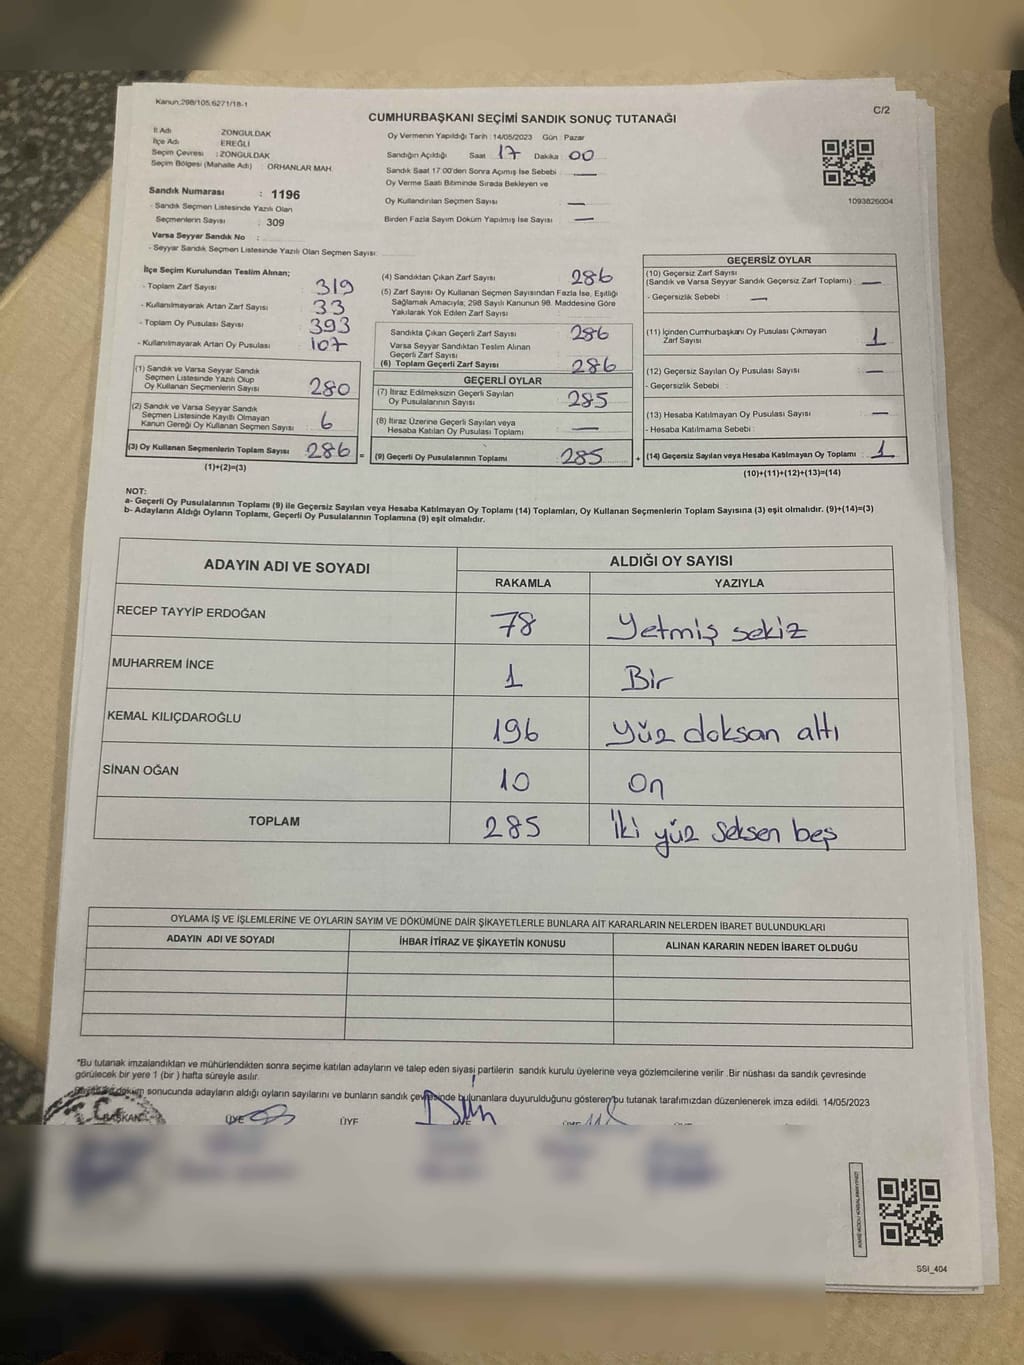 Kanun:298/105,6271/18-1
C/2
CUMHURBAŞKANI SEÇİMİ SANDIK SONUÇ TUTANAĞI
İl Adı ZONGULDAK
İlçe Adı EREĞLİ
Seçim Çevresi : ZONGULDAK
Seçim Bölgesi (Mahalle Adı) : ORHANLAR MAH.
Sandık Numarası : 1196
- Sandık Seçmen Listesinde Yazılı Olan
Seçmenlerin Sayısı : 309
Varsa Seyyar Sandık No :
- Seyyar Sandık Seçmen Listesinde Yazılı Olan Seçmen Sayısı:
Oy Vermenin Yapıldığı Tarih : 14/05/2023 Gün : Pazar
Sandığın Açıldığı Saat 17 Dakika 00
Sandık Saat 17:00'den Sonra Açımış İse Sebebi : —
Oy Verme Saati Bitiminde Sırada Bekleyen ve
Oy Kullandırılan Seçmen Sayısı : —
Birden Fazla Sayım Döküm Yapılmış İse Sayısı : —
1093826004
İlçe Seçim Kurulundan Teslim Alınan;
- Toplam Zarf Sayısı : 319
- Kullanılmayarak Artan Zarf Sayısı : 33
- Toplam Oy Pusulası Sayısı : 393
- Kullanılmayarak Artan Oy Pusulası : 107
(1) Sandık ve Varsa Seyyar Sandık
Seçmen Listesinde Yazılı Olup
Oy Kullanan Seçmenlerin Sayısı : 280
(2) Sandık ve Varsa Seyyar Sandık
Seçmen Listesinde Kayıtlı Olmayan
Kanun Gereği Oy Kullanan Seçmen Sayısı : 6
(3) Oy Kullanan Seçmenlerin Toplam Sayısı : 286 =
(1)+(2)=(3)
(4) Sandıktan Çıkan Zarf Sayısı : 286
(5) Zarf Sayısı Oy Kullanan Seçmen Sayısından Fazla İse, Eşitliği
Sağlamak Amacıyla; 298 Sayılı Kanunun 98. Maddesine Göre
Yakılarak Yok Edilen Zarf Sayısı :
Sandıkta Çıkan Geçerli Zarf Sayısı : 286
Varsa Seyyar Sandıktan Teslim Alınan
Geçerli Zarf Sayısı :
(6) Toplam Geçerli Zarf Sayısı : 286
GEÇERLİ OYLAR
(7) İtiraz Edilmeksizin Geçerli Sayılan
Oy Pusulalarının Sayısı : 285
(8) İtiraz Üzerine Geçerli Sayılan veya
Hesaba Katılan Oy Pusulası Toplamı : —
(9) Geçerli Oy Pusulalarının Toplamı : 285 +
GEÇERSİZ OYLAR
(10) Geçersiz Zarf Sayısı
(Sandık ve Varsa Seyyar Sandık Geçersiz Zarf Toplamı) : —
- Geçersizlik Sebebi : —
(11) İçinden Cumhurbaşkanı Oy Pusulası Çıkmayan
Zarf Sayısı : 1
(12) Geçersiz Sayılan Oy Pusulası Sayısı : —
- Geçersizlik Sebebi :
(13) Hesaba Katılmayan Oy Pusulası Sayısı : —
- Hesaba Katılmama Sebebi :
(14) Geçersiz Sayılan veya Hesaba Katılmayan Oy Toplamı : 1
(10)+(11)+(12)+(13)=(14)
NOT:
a- Geçerli Oy Pusulalarının Toplamı (9) ile Geçersiz Sayılan veya Hesaba Katılmayan Oy Toplamı (14) Toplamları, Oy Kullanan Seçmenlerin Toplam Sayısına (3) eşit olmalıdır. (9)+(14)=(3)
b- Adayların Aldığı Oyların Toplamı, Geçerli Oy Pusulalarının Toplamına (9) eşit olmalıdır.
ADAYIN ADI VE SOYADI ALDIĞI OY SAYISI
RAKAMLA YAZIYLA
RECEP TAYYİP ERDOĞAN 78 Yetmiş sekiz
MUHARREM İNCE 1 Bir
KEMAL KILIÇDAROĞLU 196 Yüz doksan altı
SİNAN OĞAN 10 On
TOPLAM 285 İki yüz seksen beş
OYLAMA İŞ VE İŞLEMLERİNE VE OYLARIN SAYIM VE DÖKÜMÜNE DAİR ŞİKAYETLERLE BUNLARA AİT KARARLARIN NELERDEN İBARET BULUNDUKLARI
ADAYIN ADI VE SOYADI İHBAR İTİRAZ VE ŞİKAYETİN KONUSU ALINAN KARARIN NEDEN İBARET OLDUĞU
*Bu tutanak imzalandıktan ve mühürlendikten sonra seçime katılan adayların ve talep eden siyasi partilerin sandık kurulu üyelerine veya gözlemcilerine verilir .Bir nüshası da sandık çevresinde
görülecek bir yere 1 (bir ) hafta süreyle asılır.
döküm sonucunda adayların aldığı oyların sayılarını ve bunların sandık çevresinde bulunanlara duyurulduğunu gösteren bu tutanak tarafımızdan düzenlenerek imza edildi. 14/05/2023
BAŞKAN ÜYE ÜYE ÜYE
SSI_404